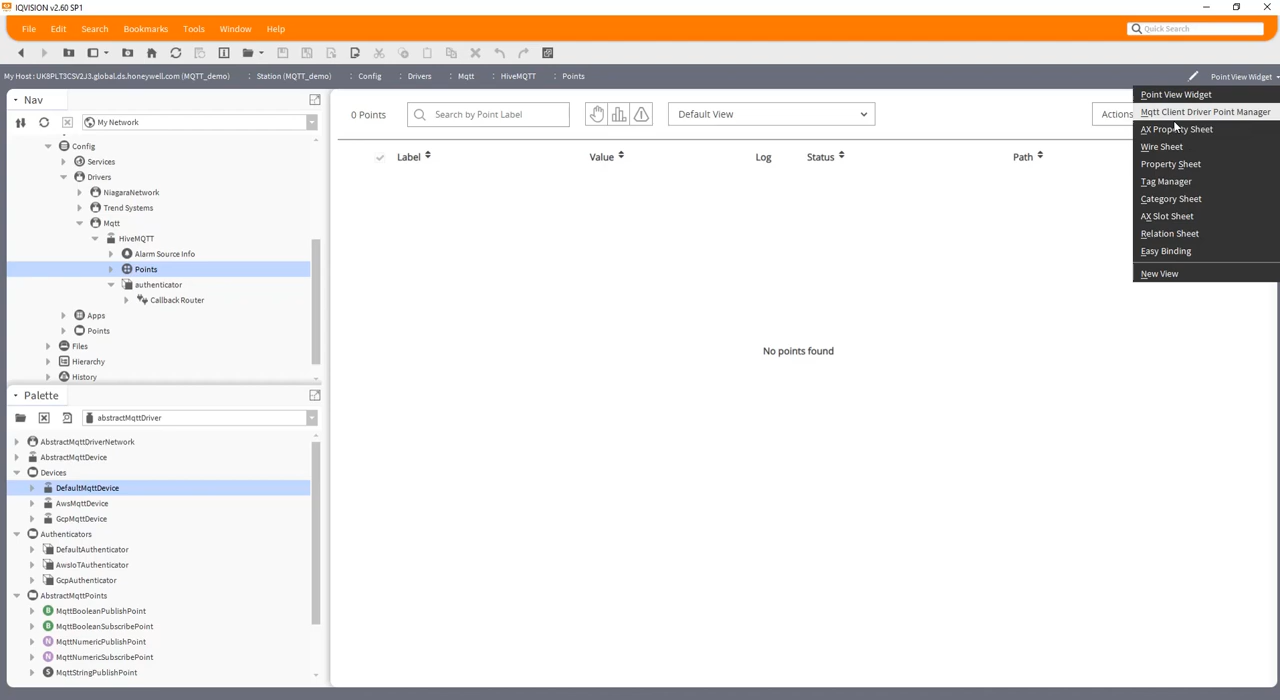 IQVISION v2.60 SP1
File Edit Search Bookmarks Tools Window Help
Quick Search
My Host : UK8PLT3CSV2J3.global.ds.honeywell.com (MQTT_demo) : Station (MQTT_demo) : Config : Drivers : Mqtt : HiveMQTT : Points
Point View Widget
Nav
My Network
Config
Services
Drivers
NiagaraNetwork
Trend Systems
Mqtt
HiveMQTT
Alarm Source Info
Points
authenticator
Callback Router
Apps
Points
Files
Hierarchy
History
Palette
abstractMqttDriver
AbstractMqttDriverNetwork
AbstractMqttDevice
Devices
DefaultMqttDevice
AwsMqttDevice
GcpMqttDevice
Authenticators
DefaultAuthenticator
AwsIoTAuthenticator
GcpAuthenticator
AbstractMqttPoints
MqttBooleanPublishPoint
MqttBooleanSubscribePoint
MqttNumericPublishPoint
MqttNumericSubscribePoint
MqttStringPublishPoint
0 Points
Search by Point Label
Default View
Actions
Label Value Log Status Path
No points found
Point View Widget
Mqtt Client Driver Point Manager
AX Property Sheet
Wire Sheet
Property Sheet
Tag Manager
Category Sheet
AX Slot Sheet
Relation Sheet
Easy Binding
New View